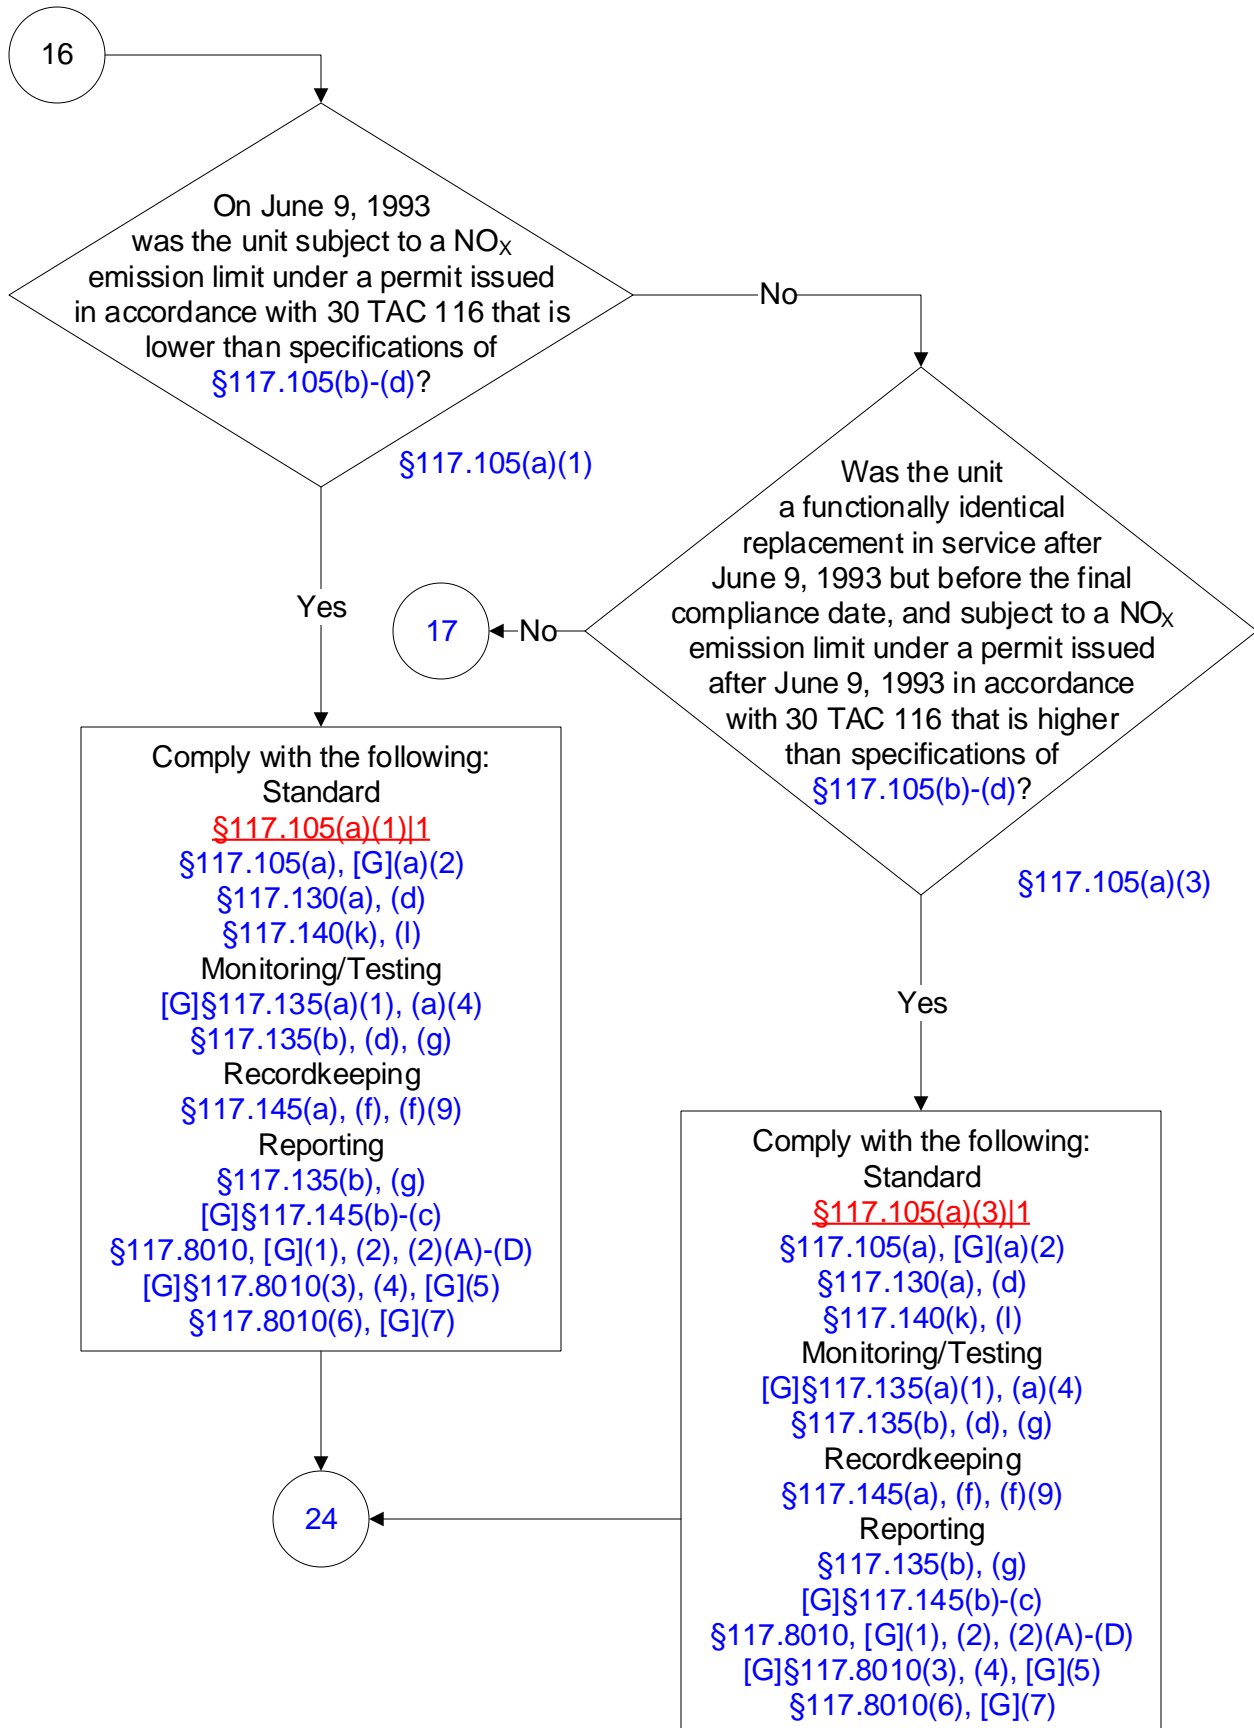 16
On June 9, 1993
was the unit subject to a NOX
emission limit under a permit issued
in accordance with 30 TAC 116 that is
lower than specifications of
§117.105(b)-(d)?
§117.105(a)(1)
No
Yes
Was the unit
a functionally identical
replacement in service after
June 9, 1993 but before the final
compliance date, and subject to a NOX
emission limit under a permit issued
after June 9, 1993 in accordance
with 30 TAC 116 that is higher
than specifications of
§117.105(b)-(d)?
§117.105(a)(3)
No
17
Yes
Comply with the following:
Standard
§117.105(a)(1)|1
§117.105(a), [G](a)(2)
§117.130(a), (d)
§117.140(k), (l)
Monitoring/Testing
[G]§117.135(a)(1), (a)(4)
§117.135(b), (d), (g)
Recordkeeping
§117.145(a), (f), (f)(9)
Reporting
§117.135(b), (g)
[G]§117.145(b)-(c)
§117.8010, [G](1), (2), (2)(A)-(D)
[G]§117.8010(3), (4), [G](5)
§117.8010(6), [G](7)
Comply with the following:
Standard
§117.105(a)(3)|1
§117.105(a), [G](a)(2)
§117.130(a), (d)
§117.140(k), (l)
Monitoring/Testing
[G]§117.135(a)(1), (a)(4)
§117.135(b), (d), (g)
Recordkeeping
§117.145(a), (f), (f)(9)
Reporting
§117.135(b), (g)
[G]§117.145(b)-(c)
§117.8010, [G](1), (2), (2)(A)-(D)
[G]§117.8010(3), (4), [G](5)
§117.8010(6), [G](7)
24